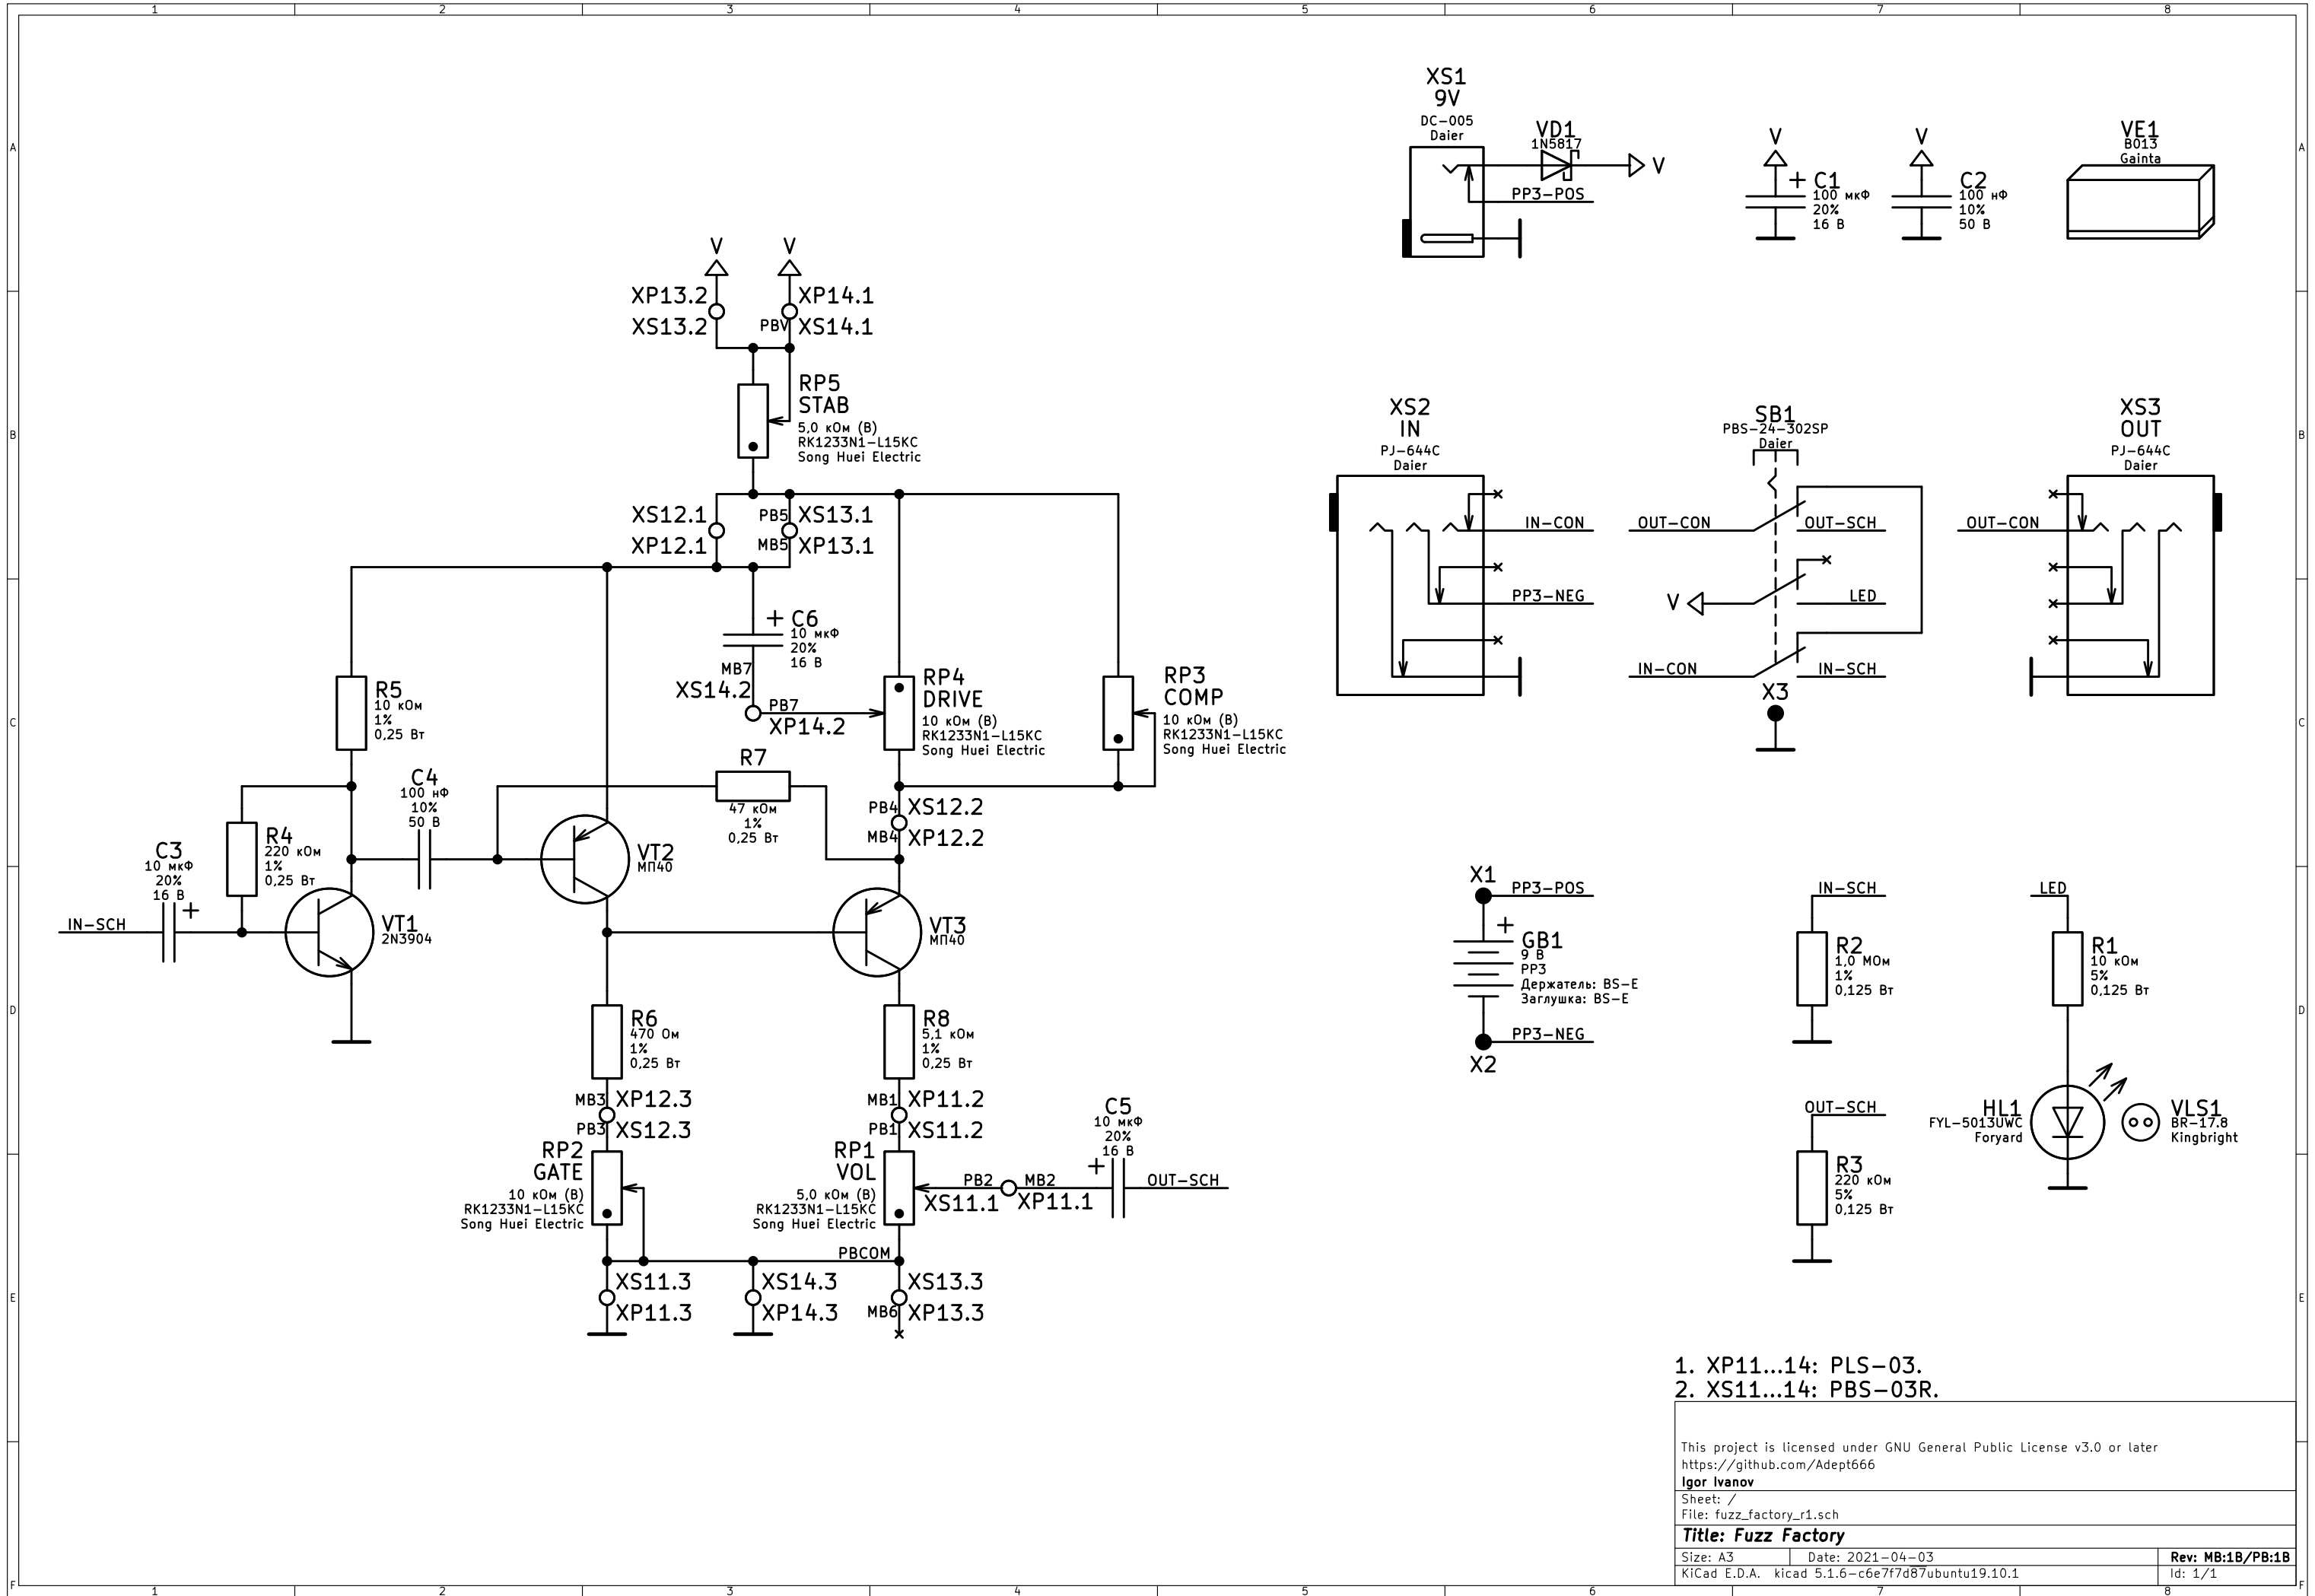 1 2 3 4 5 6 7 8
A
B
C
D
E
F
XS1
9V
DC-005
Daier
VD1
1N5817
V
PP3-POS
V
+ C1
100 мкФ
20%
16 В
V
C2
100 нФ
10%
50 В
VE1
B013
Gainta
V
V
XP13.2
XS13.2
XP14.1
PBV
XS14.1
RP5
STAB
5,0 кОм (B)
RK1233N1-L15KC
Song Huei Electric
XS12.1
XP12.1
PB5
XS13.1
MB5
XP13.1
+ C6
10 мкФ
20%
16 В
MB7
XS14.2
PB7
XP14.2
RP4
DRIVE
10 кОм (B)
RK1233N1-L15KC
Song Huei Electric
RP3
COMP
10 кОм (B)
RK1233N1-L15KC
Song Huei Electric
R5
10 кОм
1%
0,25 Вт
R7
47 кОм
1%
0,25 Вт
C4
100 нФ
10%
50 В
PB4
XS12.2
MB4
XP12.2
R4
220 кОм
1%
0,25 Вт
C3
10 мкФ
20%
16 В
+
IN-SCH
VT1
2N3904
VT2
МП40
VT3
МП40
R6
470 Ом
1%
0,25 Вт
R8
5,1 кОм
1%
0,25 Вт
MB3
XP12.3
PB3
XS12.3
RP2
GATE
10 кОм (B)
RK1233N1-L15KC
Song Huei Electric
MB1
XP11.2
PB1
XS11.2
RP1
VOL
5,0 кОм (B)
RK1233N1-L15KC
Song Huei Electric
PB2
XS11.1
MB2
XP11.1
C5
10 мкФ
20%
16 В
+
OUT-SCH
PBCOM
XS11.3
XP11.3
XS14.3
XP14.3
XS13.3
MB6
XP13.3
XS2
IN
PJ-644C
Daier
IN-CON
PP3-NEG
SB1
PBS-24-302SP
Daier
OUT-CON
OUT-SCH
V
LED
IN-CON
IN-SCH
X3
XS3
OUT
PJ-644C
Daier
OUT-CON
X1
PP3-POS
+
GB1
9 В
PP3
Держатель: BS-E
Заглушка: BS-E
PP3-NEG
X2
IN-SCH
R2
1,0 МОм
1%
0,125 Вт
OUT-SCH
R3
220 кОм
5%
0,125 Вт
LED
R1
10 кОм
5%
0,125 Вт
HL1
FYL-5013UWC
Foryard
VLS1
BR-17.8
Kingbright
1. XP11...14: PLS-03.
2. XS11...14: PBS-03R.
This project is licensed under GNU General Public License v3.0 or later
https://github.com/Adept666
Igor Ivanov
Sheet: /
File: fuzz_factory_r1.sch
Title: Fuzz Factory
Size: A3 Date: 2021-04-03 Rev: MB:1B/PB:1B
KiCad E.D.A. kicad 5.1.6-c6e7f7d87ubuntu19.10.1 Id: 1/1
A
B
C
D
E
F
1 2 3 4 5 6 7 8